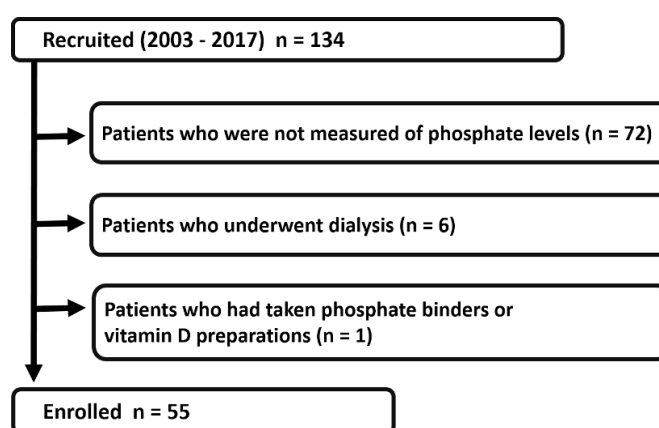 Recruited (2003 - 2017)  n = 134
Patients who were not measured of phosphate levels (n = 72)
Patients who underwent dialysis (n = 6)
Patients who had taken phosphate binders or
vitamin D preparations (n = 1)
Enrolled  n = 55